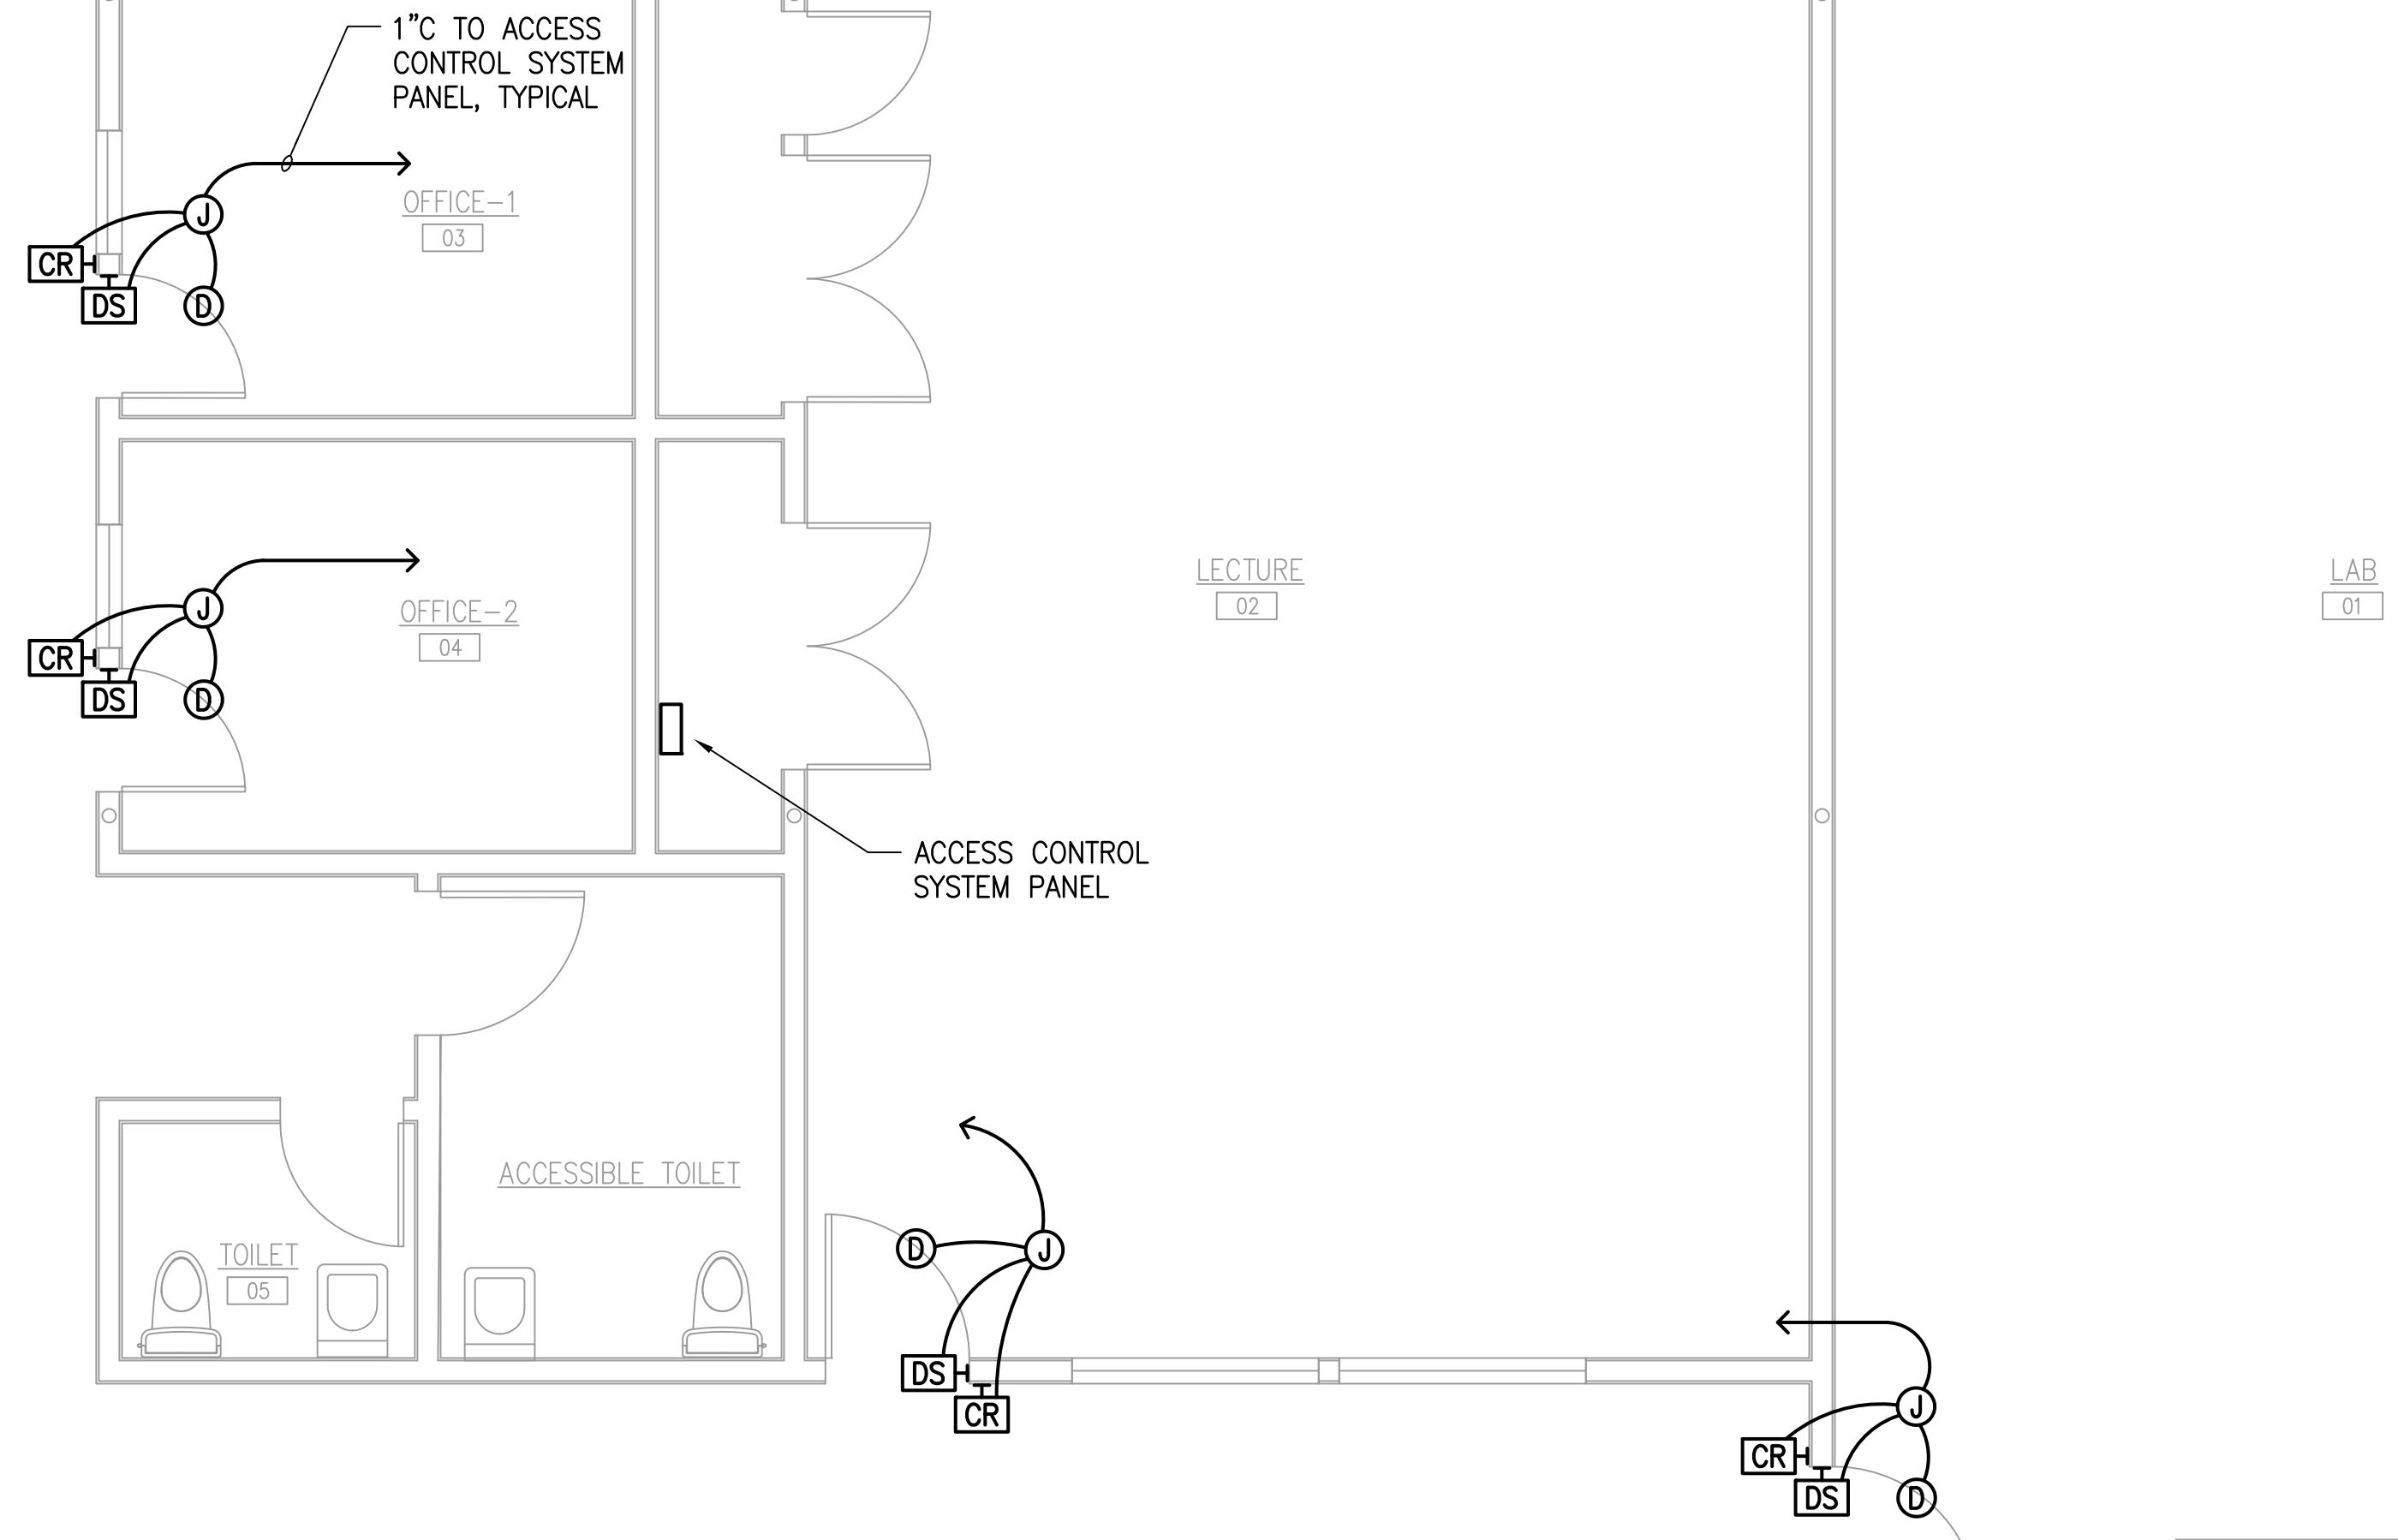 1"C TO ACCESS
CONTROL SYSTEM
PANEL, TYPICAL
OFFICE-1
03
J
CR
DS
D
OFFICE-2
04
J
CR
DS
D
LECTURE
02
LAB
01
ACCESS CONTROL
SYSTEM PANEL
ACCESSIBLE TOILET
TOILET
05
D
J
DS
CR
J
CR
DS
D